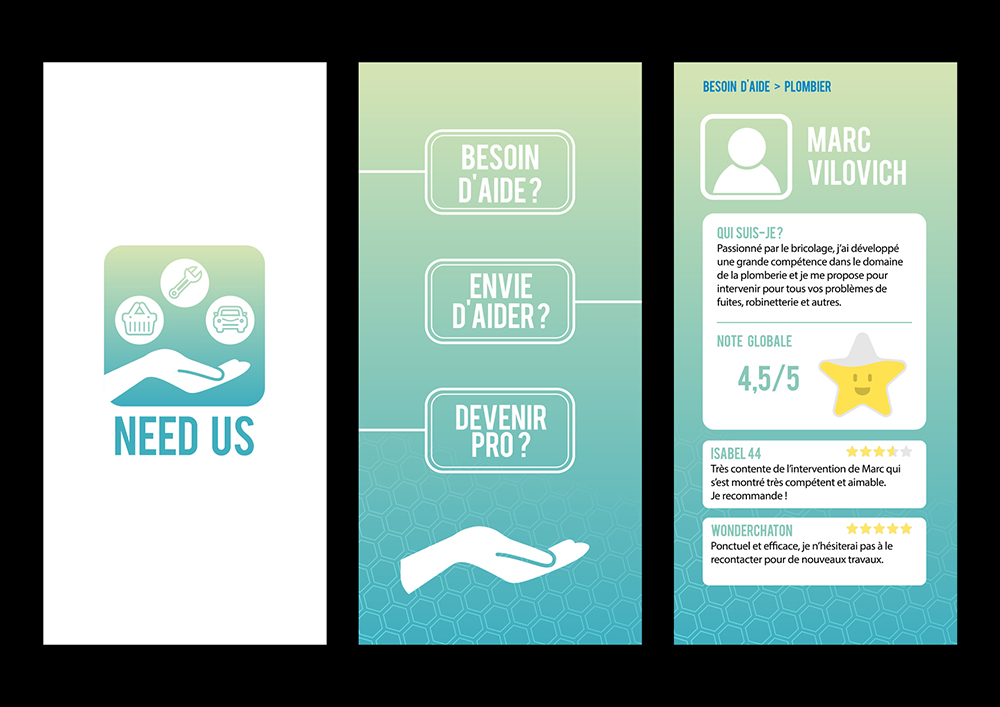 NEED US
BESOIN
D'AIDE ?
ENVIE
D'AIDER ?
DEVENIR
PRO ?
BESOIN D'AIDE > PLOMBIER
MARC
VILOVICH
QUI SUIS-JE ?
Passionné par le bricolage, j’ai développé
une grande compétence dans le domaine
de la plomberie et je me propose pour
intervenir pour tous vos problèmes de
fuites, robinetterie et autres.
NOTE GLOBALE
4,5/5
ISABEL 44
Très contente de l’intervention de Marc qui
s’est montré très compétent et aimable.
Je recommande !
WONDERCHATON
Ponctuel et efficace, je n’hésiterai pas à le
recontacter pour de nouveaux travaux.